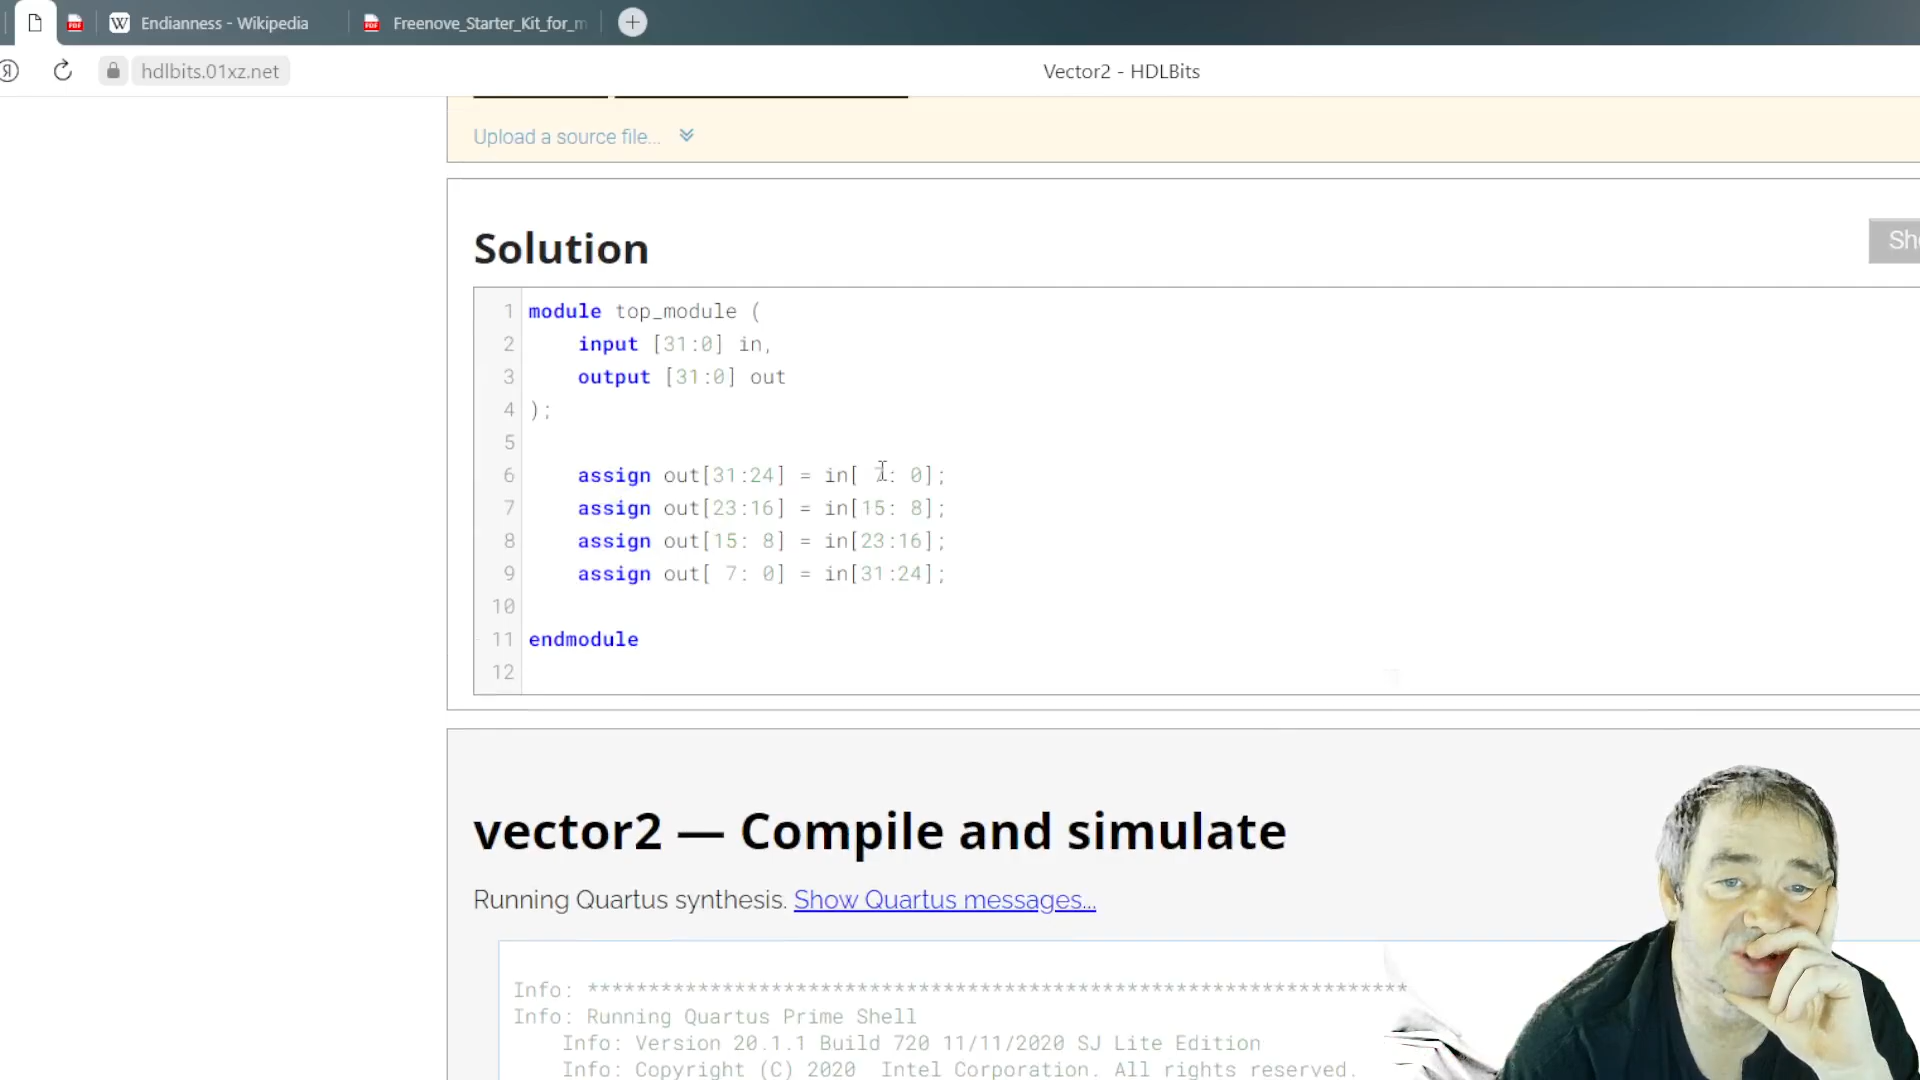 Endianness - Wikipedia
Freenove_Starter_Kit_for_m
hdlbits.01xz.net
Vector2 - HDLBits
Upload a source file...
Solution
Sh
1 module top_module (
2 input [31:0] in,
3 output [31:0] out
4 );
5
6 assign out[31:24] = in[ 7: 0];
7 assign out[23:16] = in[15: 8];
8 assign out[15: 8] = in[23:16];
9 assign out[ 7: 0] = in[31:24];
10
11 endmodule
12
vector2 — Compile and simulate
Running Quartus synthesis. Show Quartus messages...
Info: *******************************************************************
Info: Running Quartus Prime Shell
Info: Version 20.1.1 Build 720 11/11/2020 SJ Lite Edition
Info: Copyright (C) 2020 Intel Corporation. All rights reserved.